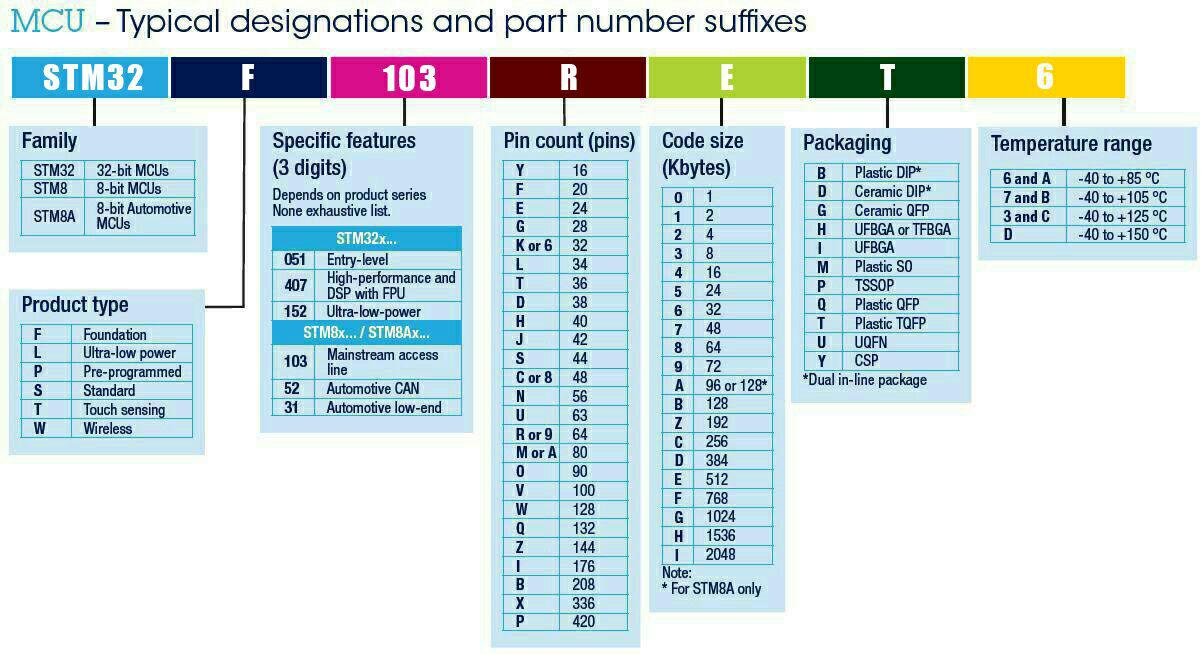 MCU – Typical designations and part number suffixes
STM32 F 103 R E T 6
Family
STM32 32-bit MCUs
STM8 8-bit MCUs
STM8A 8-bit Automotive
MCUs
Product type
F Foundation
L Ultra-low power
P Pre-programmed
S Standard
T Touch sensing
W Wireless
Specific features
(3 digits)
Depends on product series
None exhaustive list.
STM32x...
051 Entry-level
407 High-performance and
DSP with FPU
152 Ultra-low-power
STM8x... / STM8Ax...
103 Mainstream access
line
52 Automotive CAN
31 Automotive low-end
Pin count (pins)
Y 16
F 20
E 24
G 28
K or 6 32
L 34
T 36
D 38
H 40
J 42
S 44
C or 8 48
N 56
U 63
R or 9 64
M or A 80
O 90
V 100
W 128
Q 132
Z 144
I 176
B 208
X 336
P 420
Code size
(Kbytes)
0 1
1 2
2 4
3 8
4 16
5 24
6 32
7 48
8 64
9 72
A 96 or 128*
B 128
Z 192
C 256
D 384
E 512
F 768
G 1024
H 1536
I 2048
Note:
* For STM8A only
Packaging
B Plastic DIP*
D Ceramic DIP*
G Ceramic QFP
H UFBGA or TFBGA
I UFBGA
M Plastic SO
P TSSOP
Q Plastic QFP
T Plastic TQFP
U UQFN
Y CSP
*Dual in-line package
Temperature range
6 and A -40 to +85 ºC
7 and B -40 to +105 ºC
3 and C -40 to +125 ºC
D -40 to +150 ºC